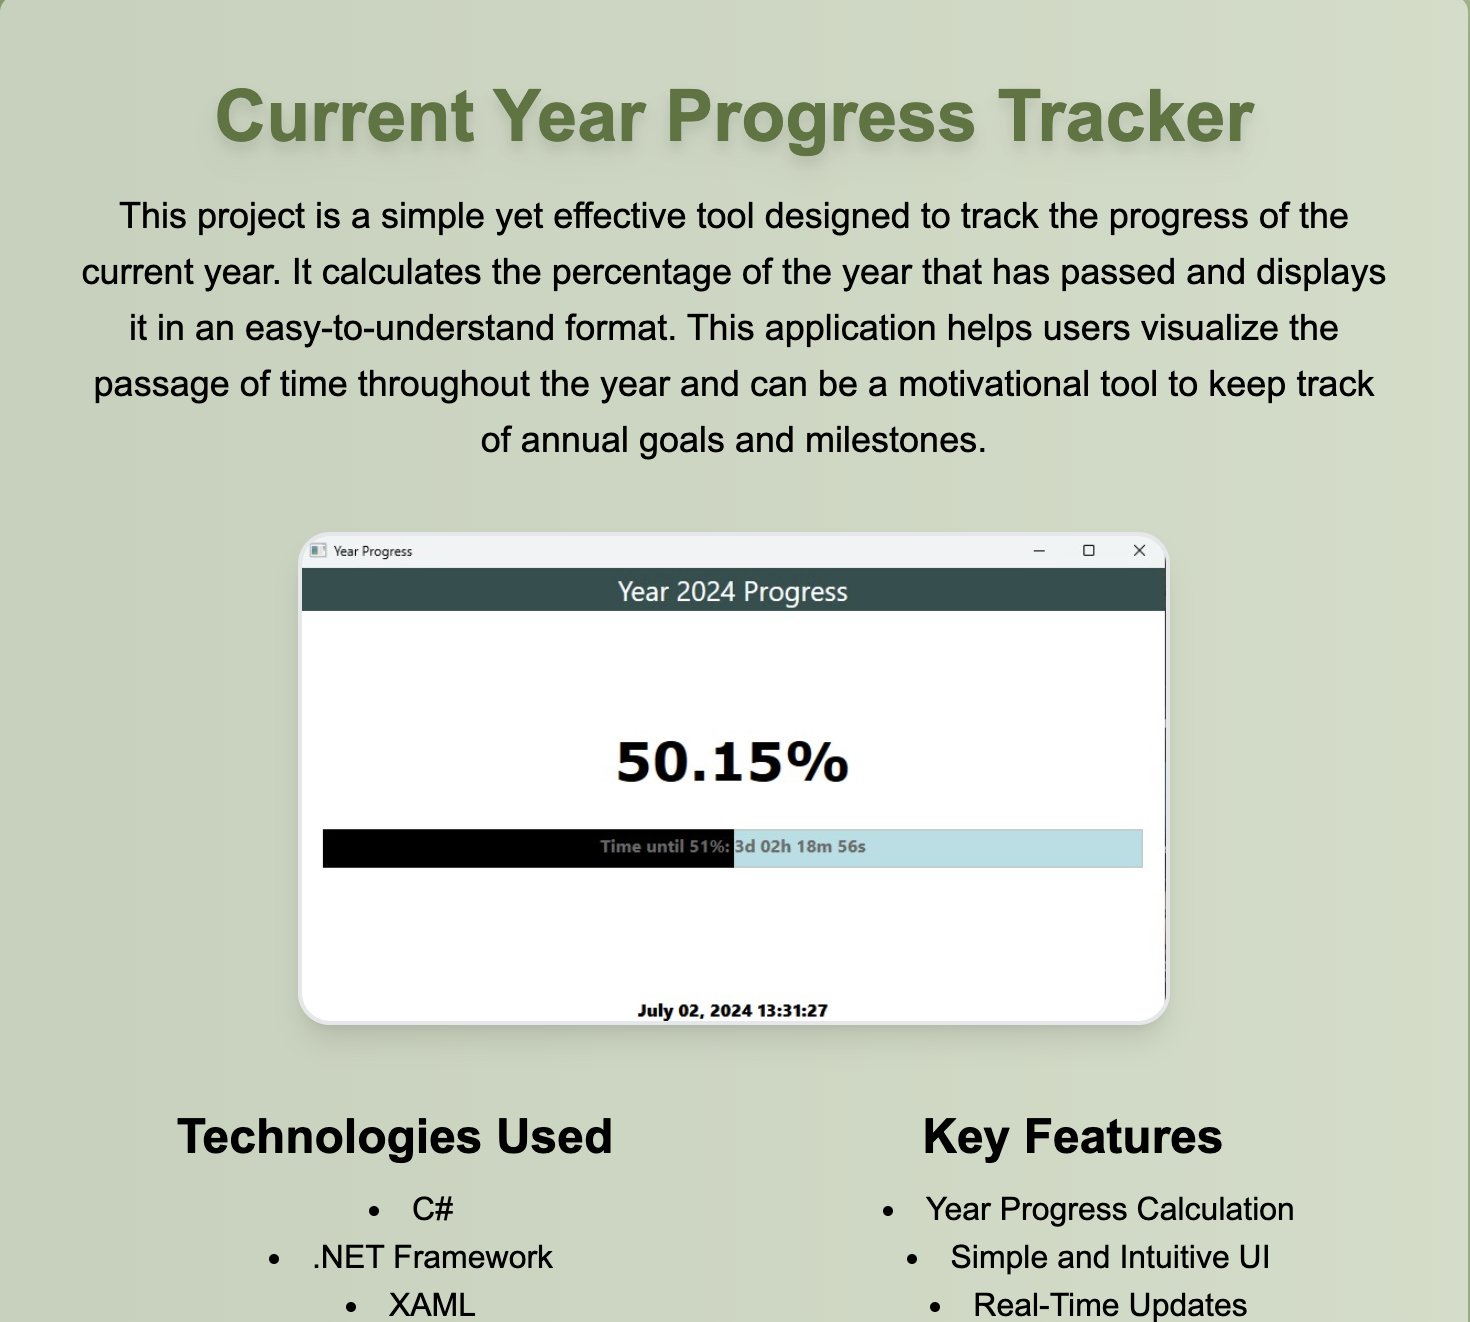 Current Year Progress Tracker
This project is a simple yet effective tool designed to track the progress of the
current year. It calculates the percentage of the year that has passed and displays
it in an easy-to-understand format. This application helps users visualize the
passage of time throughout the year and can be a motivational tool to keep track
of annual goals and milestones.
Year Progress
Year 2024 Progress
50.15%
Time until 51%: 3d 02h 18m 56s
July 02, 2024 13:31:27
Technologies Used
• C#
• .NET Framework
• XAML
Key Features
• Year Progress Calculation
• Simple and Intuitive UI
• Real-Time Updates